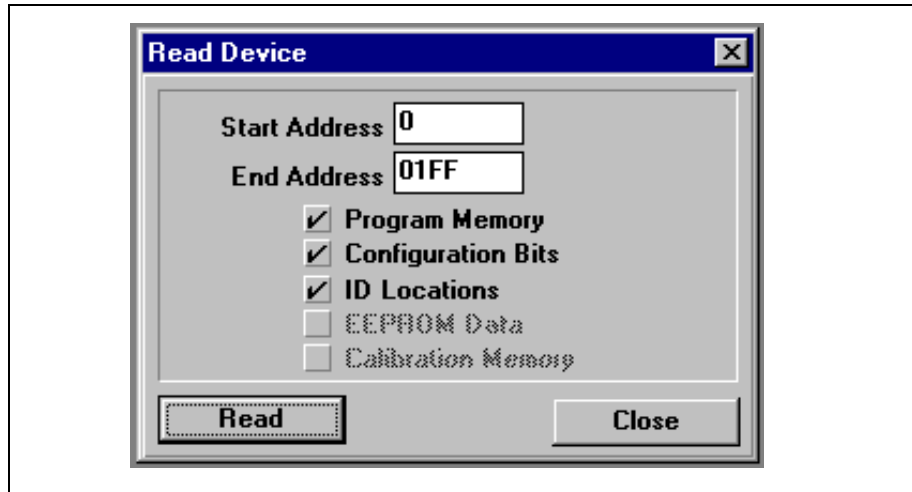 Read Device
Start Address 0
End Address 01FF
Program Memory
Configuration Bits
ID Locations
EEPROM Data
Calibration Memory
Read Close